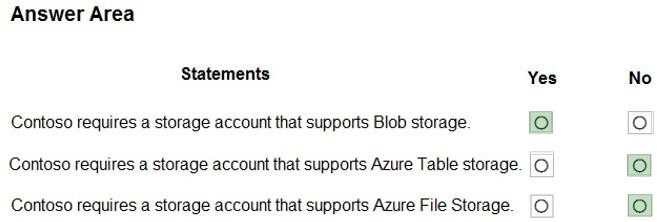 Answer Area
Statements Yes No
Contoso requires a storage account that supports Blob storage.
Contoso requires a storage account that supports Azure Table storage.
Contoso requires a storage account that supports Azure File Storage.